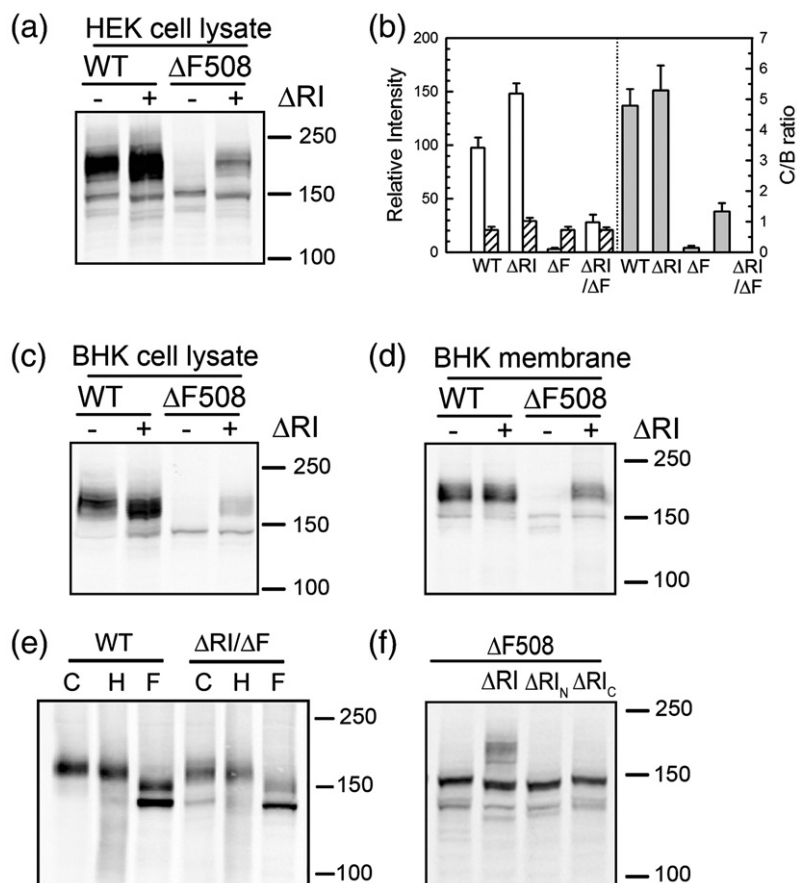 (a) HEK cell lysate
WT ΔF508
- + - + ΔRI
250
150
100
(b)
200
150
100
50
0
Relative Intensity
7
6
5
4
3
2
1
0
C/B ratio
WT ΔRI ΔF ΔRI/ΔF WT ΔRI ΔF ΔRI/ΔF
(c) BHK cell lysate
WT ΔF508
- + - + ΔRI
250
150
100
(d) BHK membrane
WT ΔF508
- + - + ΔRI
250
150
100
(e) WT ΔRI/ΔF
C H F C H F
250
150
100
(f) ΔF508
ΔRI ΔRI_N ΔRI_C
250
150
100